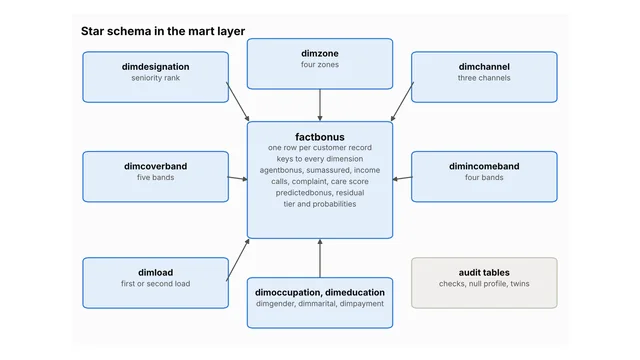 Star schema in the mart layer
dimzone
four zones
dimdesignation
seniority rank
dimchannel
three channels
factbonus
one row per customer record
keys to every dimension
agentbonus, sumassured, income
calls, complaint, care score
predictedbonus, residual
tier and probabilities
dimcoverband
five bands
dimincomeband
four bands
dimload
first or second load
dimoccupation, dimeducation
dimgender, dimmarital, dimpayment
audit tables
checks, null profile, twins